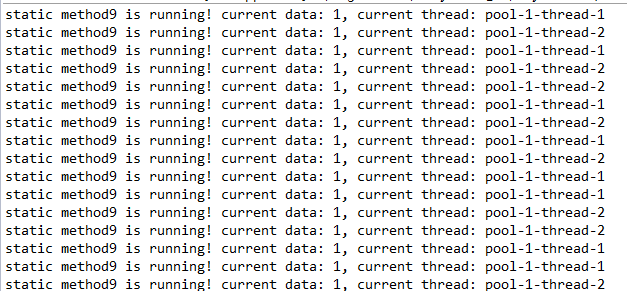 static method9 is running! current data: 1, current thread: pool-1-thread-1
static method9 is running! current data: 1, current thread: pool-1-thread-2
static method9 is running! current data: 1, current thread: pool-1-thread-1
static method9 is running! current data: 1, current thread: pool-1-thread-2
static method9 is running! current data: 1, current thread: pool-1-thread-2
static method9 is running! current data: 1, current thread: pool-1-thread-1
static method9 is running! current data: 1, current thread: pool-1-thread-2
static method9 is running! current data: 1, current thread: pool-1-thread-1
static method9 is running! current data: 1, current thread: pool-1-thread-2
static method9 is running! current data: 1, current thread: pool-1-thread-1
static method9 is running! current data: 1, current thread: pool-1-thread-1
static method9 is running! current data: 1, current thread: pool-1-thread-2
static method9 is running! current data: 1, current thread: pool-1-thread-2
static method9 is running! current data: 1, current thread: pool-1-thread-1
static method9 is running! current data: 1, current thread: pool-1-thread-1
static method9 is running! current data: 1, current thread: pool-1-thread-2